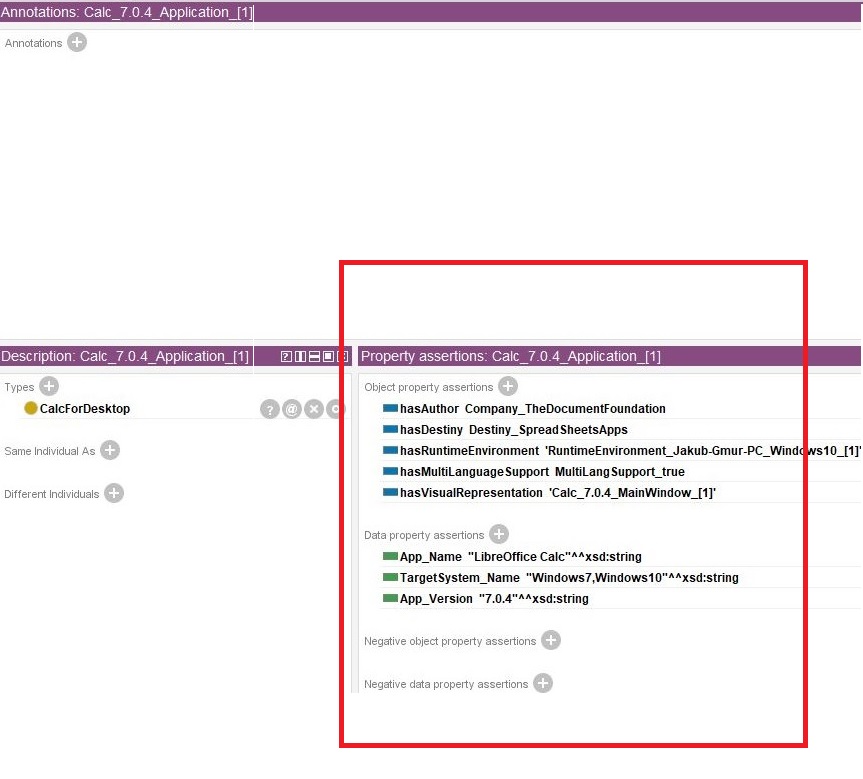 Annotations: Calc_7.0.4_Application_[1]
Annotations
Description: Calc_7.0.4_Application_[1]
Types
CalcForDesktop
Same Individual As
Different Individuals
Property assertions: Calc_7.0.4_Application_[1]
Object property assertions
hasAuthor Company_TheDocumentFoundation
hasDestiny Destiny_SpreadSheetsApps
hasRuntimeEnvironment 'RuntimeEnvironment_Jakub-Gmur-PC_Windows10_[1]'
hasMultiLanguageSupport MultiLangSupport_true
hasVisualRepresentation 'Calc_7.0.4_MainWindow_[1]'
Data property assertions
App_Name "LibreOffice Calc"^^xsd:string
TargetSystem_Name "Windows7,Windows10"^^xsd:string
App_Version "7.0.4"^^xsd:string
Negative object property assertions
Negative data property assertions